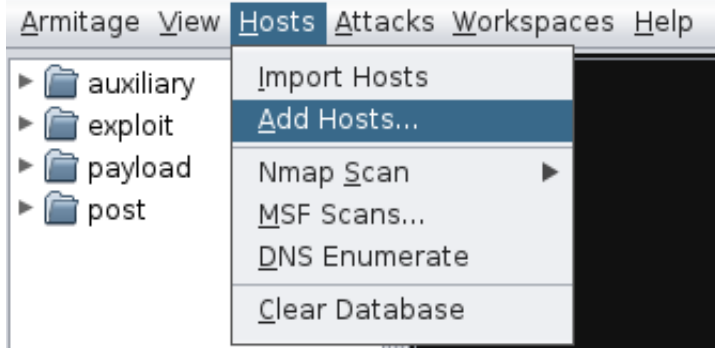 Armitage View Hosts Attacks Workspaces Help
auxiliary
exploit
payload
post
Import Hosts
Add Hosts...
Nmap Scan
MSF Scans...
DNS Enumerate
Clear Database